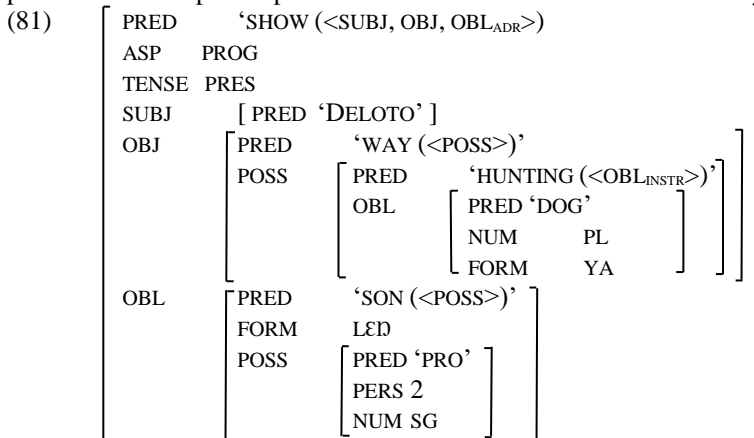 (81) PRED ‘SHOW (<SUBJ, OBJ, OBL_ADR>)
ASP PROG
TENSE PRES
SUBJ [ PRED ‘DELOTO’ ]
OBJ PRED ‘WAY (<POSS>)’
POSS PRED ‘HUNTING (<OBL_INSTR>)’
OBL PRED ‘DOG’
NUM PL
FORM YA
OBL PRED ‘SON (<POSS>)’
FORM LƐŊ
POSS PRED ‘PRO’
PERS 2
NUM SG